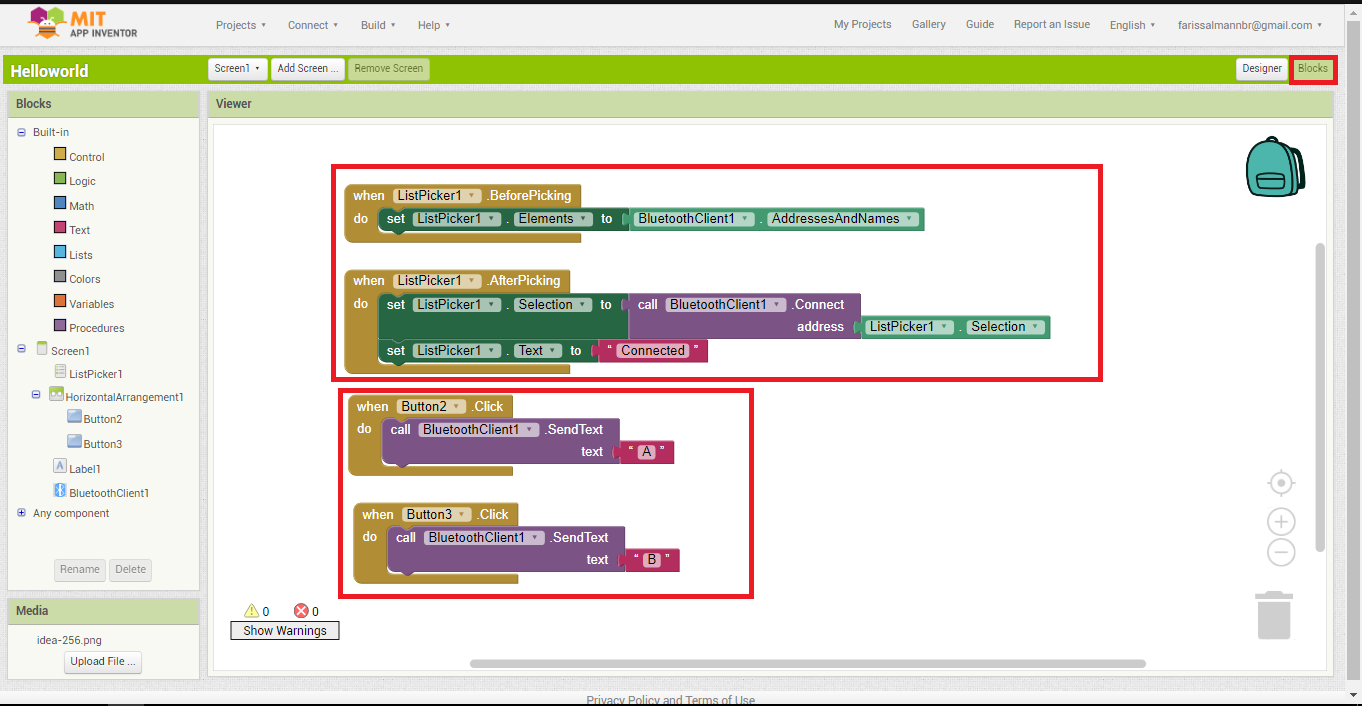 MIT
APP INVENTOR
Projects Connect Build Help My Projects Gallery Guide Report an Issue English farissalmannbr@gmail.com
Helloworld Screen1 Add Screen ... Remove Screen Designer Blocks
Blocks
Built-in
Control
Logic
Math
Text
Lists
Colors
Variables
Procedures
Screen1
ListPicker1
HorizontalArrangement1
Button2
Button3
Label1
BluetoothClient1
Any component
Rename Delete
Media
idea-256.png
Upload File ...
Viewer
when ListPicker1 .BeforePicking
do set ListPicker1 . Elements to BluetoothClient1 . AddressesAndNames
when ListPicker1 .AfterPicking
do set ListPicker1 . Selection to call BluetoothClient1 .Connect
address ListPicker1 . Selection
set ListPicker1 . Text to “ Connected ”
when Button2 .Click
do call BluetoothClient1 .SendText
text “ A ”
when Button3 .Click
do call BluetoothClient1 .SendText
text “ B ”
0 0
Show Warnings
Privacy Policy and Terms of Use